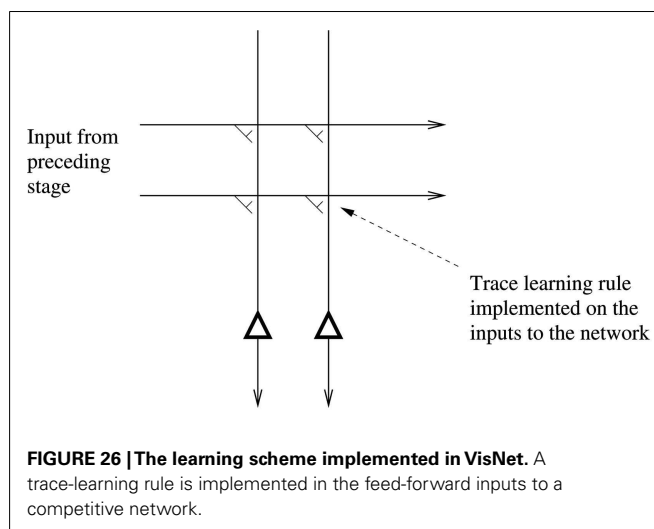 Input from
preceding
stage
Trace learning rule
implemented on the
inputs to the network
FIGURE 26 | The learning scheme implemented in VisNet. A
trace-learning rule is implemented in the feed-forward inputs to a
competitive network.